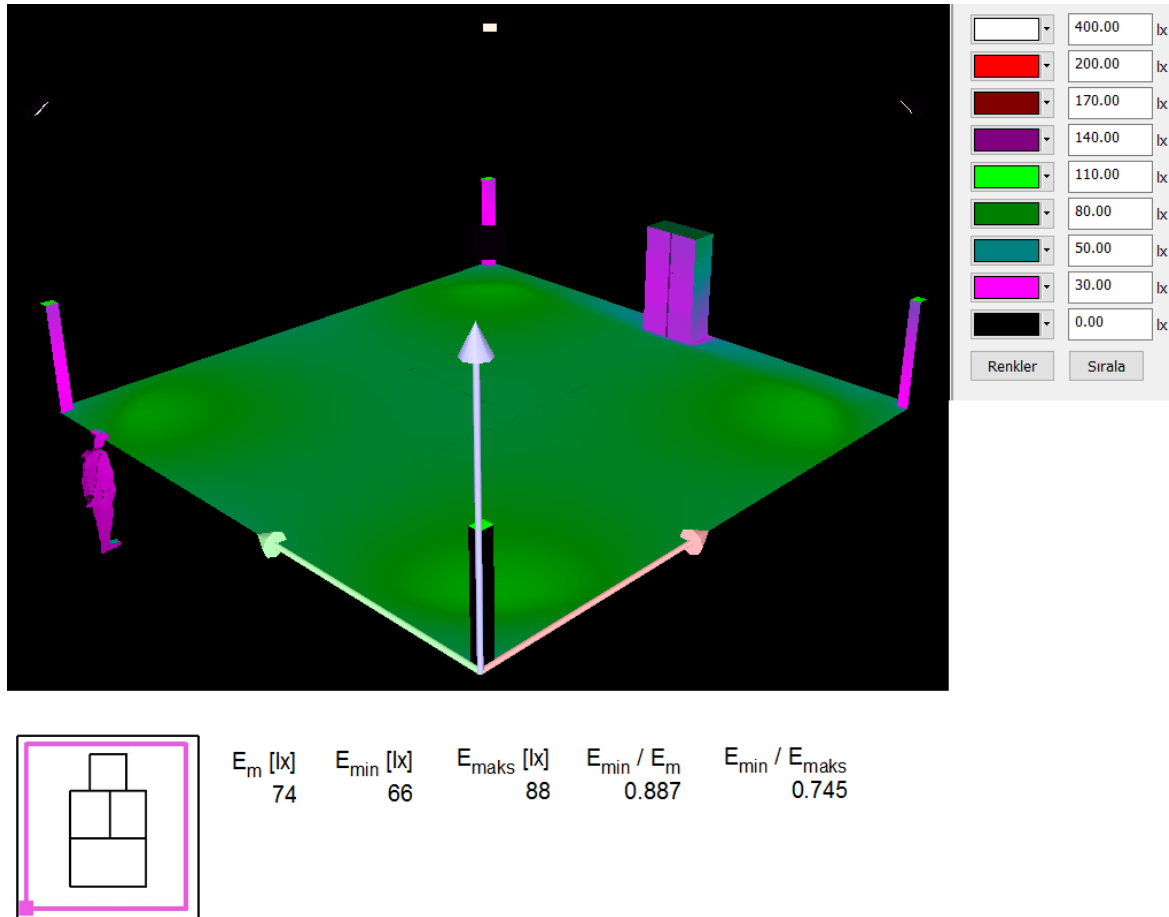 400.00 lx
200.00 lx
170.00 lx
140.00 lx
110.00 lx
80.00 lx
50.00 lx
30.00 lx
0.00 lx
Renkler Sırala
Em [lx] Emin [lx] Emaks [lx] Emin / Em Emin / Emaks
74 66 88 0.887 0.745